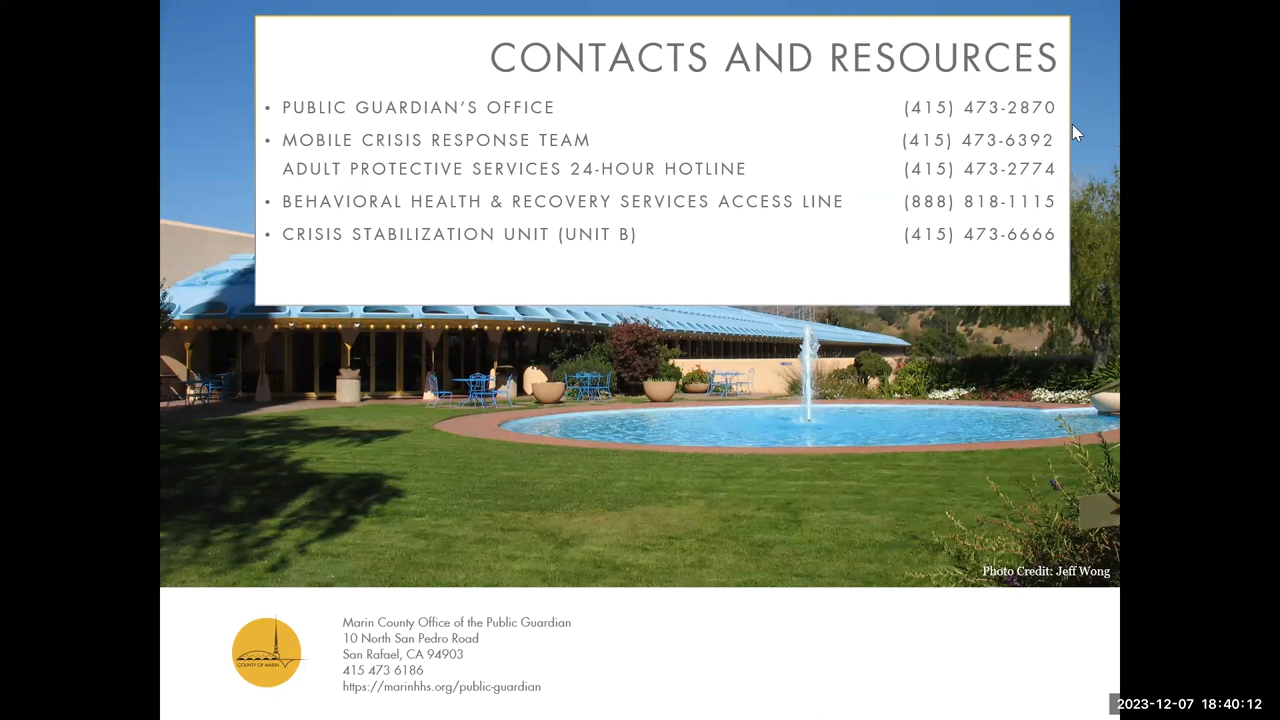 CONTACTS AND RESOURCES
• PUBLIC GUARDIAN'S OFFICE (415) 473-2870
• MOBILE CRISIS RESPONSE TEAM (415) 473-6392
ADULT PROTECTIVE SERVICES 24-HOUR HOTLINE (415) 473-2774
• BEHAVIORAL HEALTH & RECOVERY SERVICES ACCESS LINE (888) 818-1115
• CRISIS STABILIZATION UNIT (UNIT B) (415) 473-6666
Photo Credit: Jeff Wong
COUNTY OF MARIN
Marin County Office of the Public Guardian
10 North San Pedro Road
San Rafael, CA 94903
415 473 6186
https://marinhhs.org/public-guardian
2023-12-07 18:40:12